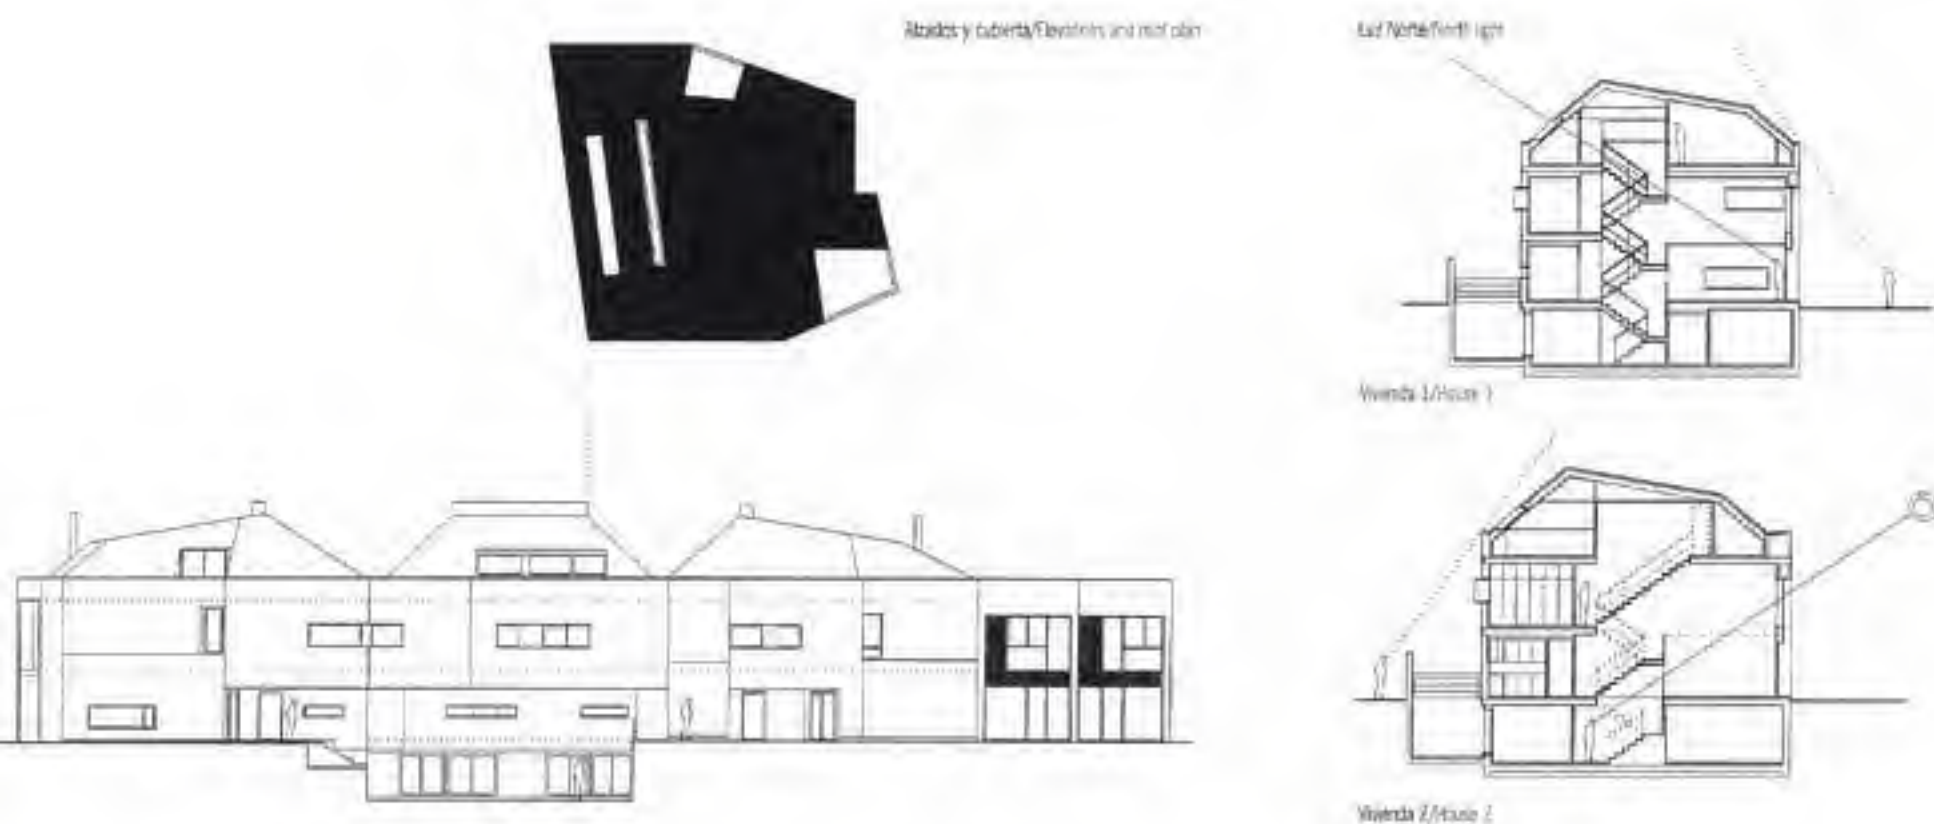 Alzados y cubierta/Elevations and roof plan
Luz Norte/North light
Vivienda 1/House 1
Vivienda 2/House 2